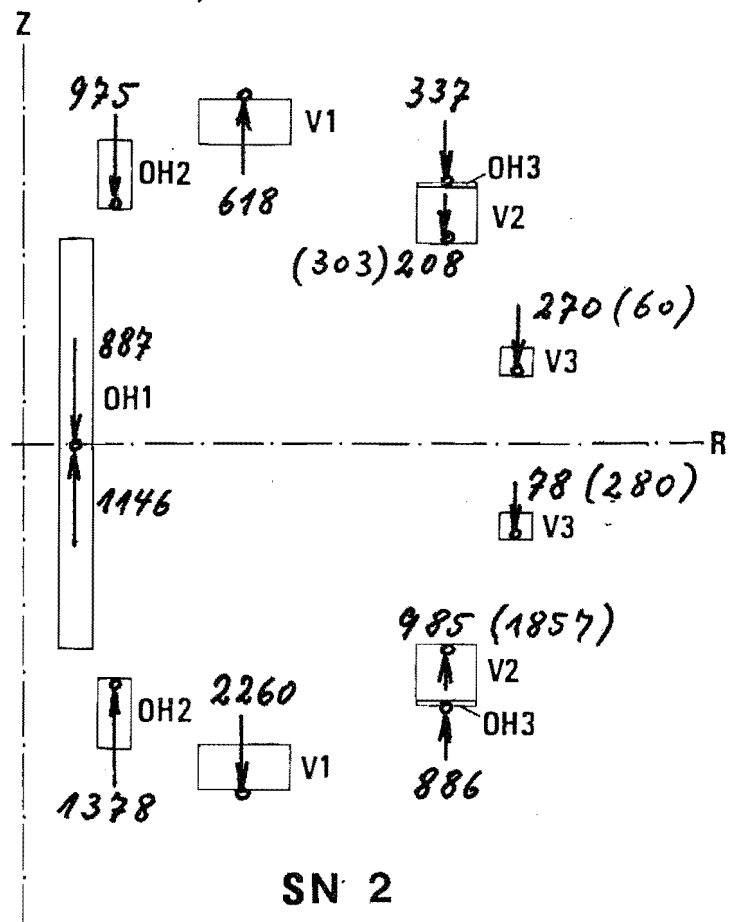 Z
975
V1
337
OH2
OH3
618
V2
(303) 208
270 (60)
887
V3
OH1
R
1146
78 (280)
V3
985 (1857)
2260
V2
OH2
OH3
V1
1378
886
SN 2